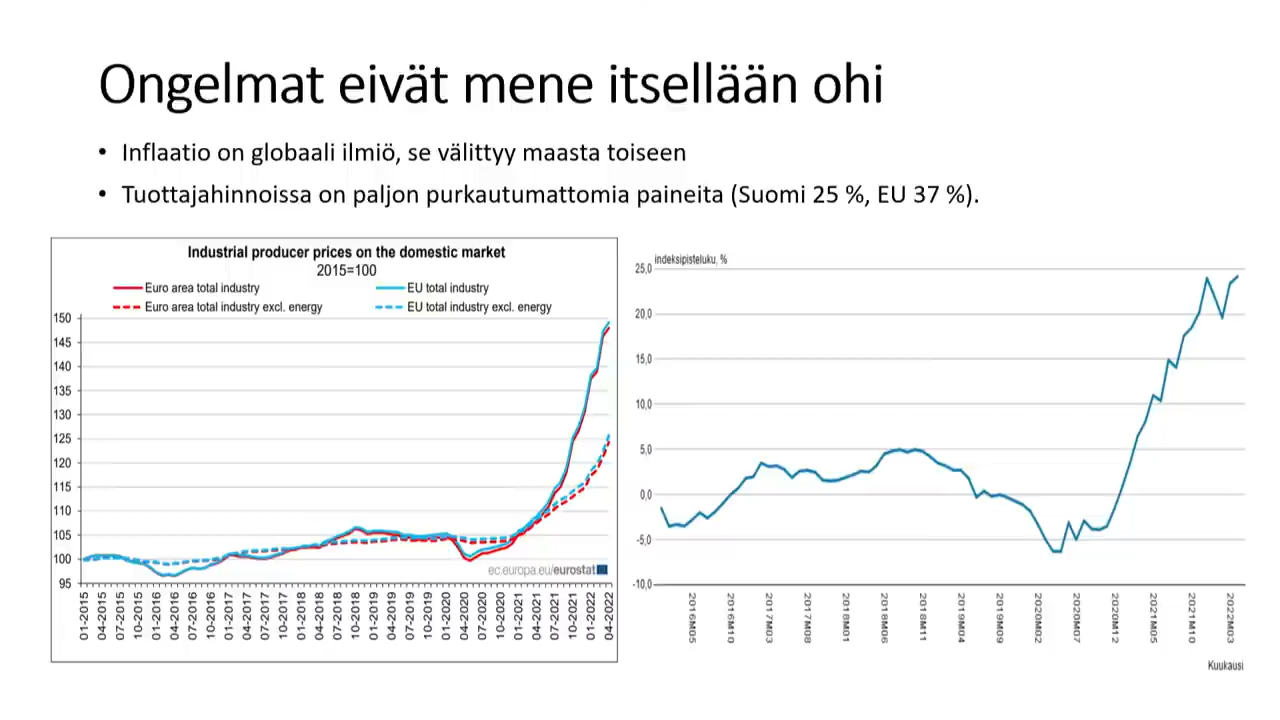 Ongelmat eivät mene itsellään ohi
• Inflaatio on globaali ilmiö, se välittyy maasta toiseen
• Tuottajahinnoissa on paljon purkautumattomia paineita (Suomi 25 %, EU 37 %).
Industrial producer prices on the domestic market
2015=100
Euro area total industry
EU total industry
Euro area total industry excl. energy
EU total industry excl. energy
150
145
140
135
130
125
120
115
110
105
100
95
ec.europa.eu/eurostat
01-2015
04-2015
07-2015
10-2015
01-2016
04-2016
07-2016
10-2016
01-2017
04-2017
07-2017
10-2017
01-2018
04-2018
07-2018
10-2018
01-2019
04-2019
07-2019
10-2019
01-2020
04-2020
07-2020
10-2020
01-2021
04-2021
07-2021
10-2021
01-2022
04-2022
indeksipisteluku, %
25,0
20,0
15,0
10,0
5,0
0,0
-5,0
-10,0
2016M05
2016M10
2017M03
2017M08
2018M01
2018M06
2018M11
2019M04
2019M09
2020M02
2020M07
2020M12
2021M05
2021M10
2022M03
Kuukausi